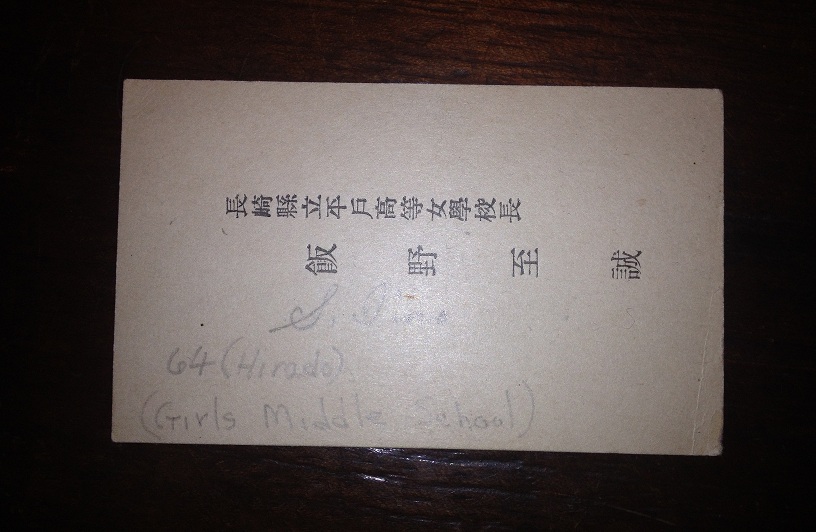 長崎縣立平戸高等女學校長
飯野至誠
S. Iino
64 (Hirado)
(Girls Middle School)